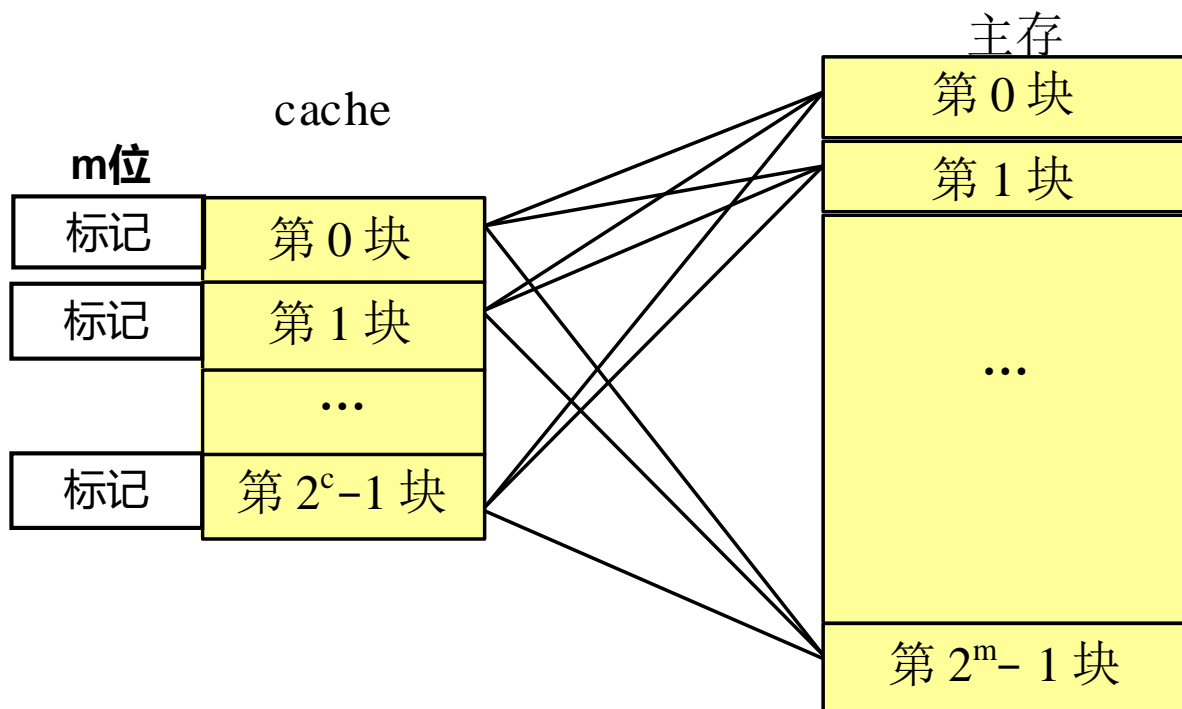 主存
cache
m位
标记
第 0 块
标记
第 1 块
...
标记
第 2ᶜ-1 块
第 0 块
第 1 块
...
第 2ᵐ- 1 块